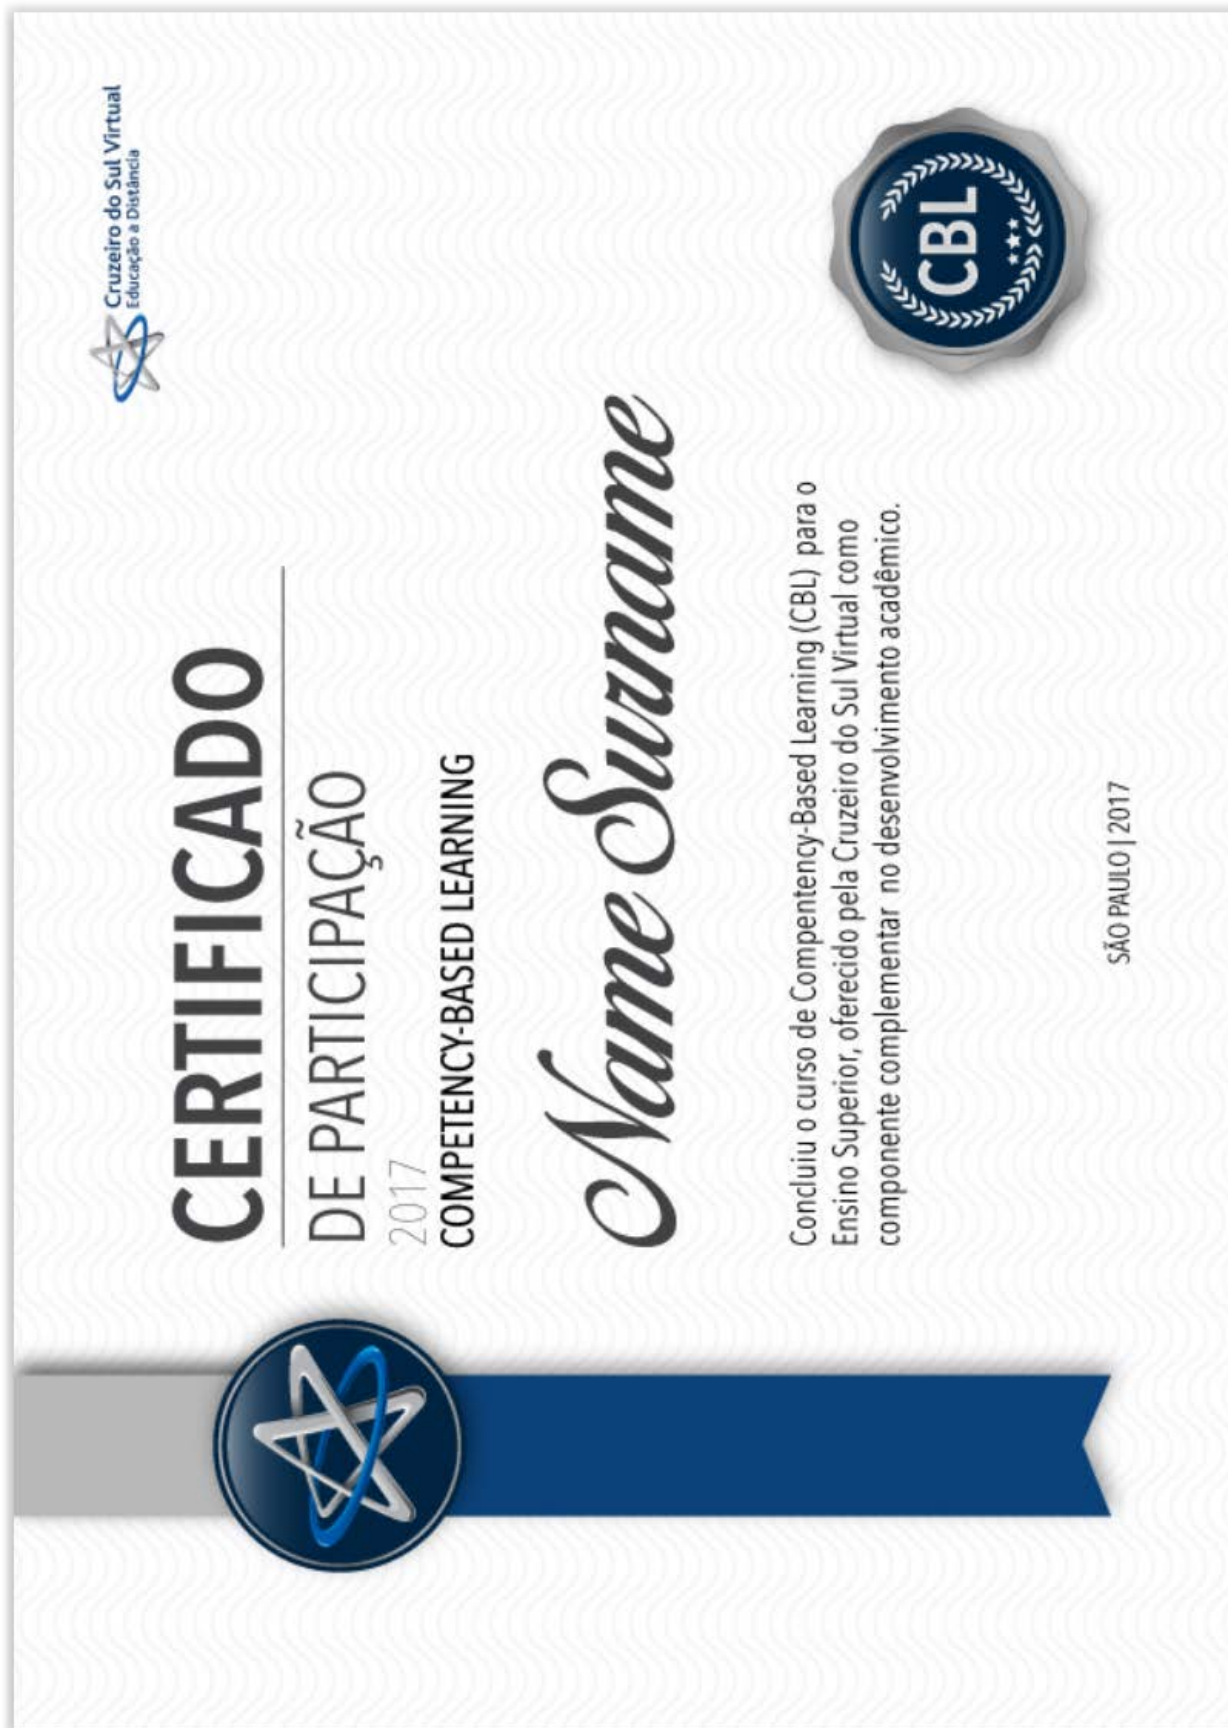 Cruzeiro do Sul Virtual
Educação a Distância
CERTIFICADO
DE PARTICIPAÇÃO
2017
COMPETENCY-BASED LEARNING
Name Surname
Concluiu o curso de Compentency-Based Learning (CBL) para o
Ensino Superior, oferecido pela Cruzeiro do Sul Virtual como
componente complementar no desenvolvimento acadêmico.
CBL
SÃO PAULO | 2017